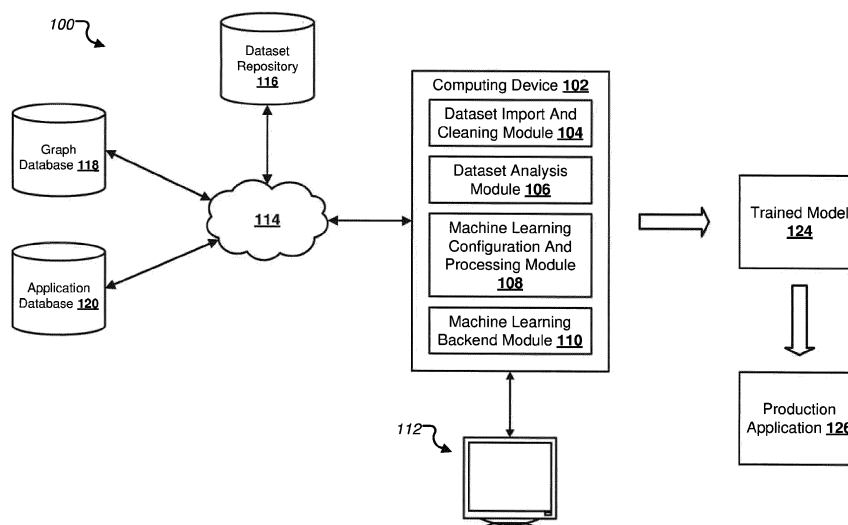 100
Dataset
Repository
116
Graph
Database 118
Application
Database 120
114
Computing Device 102
Dataset Import And
Cleaning Module 104
Dataset Analysis
Module 106
Machine Learning
Configuration And
Processing Module
108
Machine Learning
Backend Module 110
112
Trained Model
124
Production
Application 126